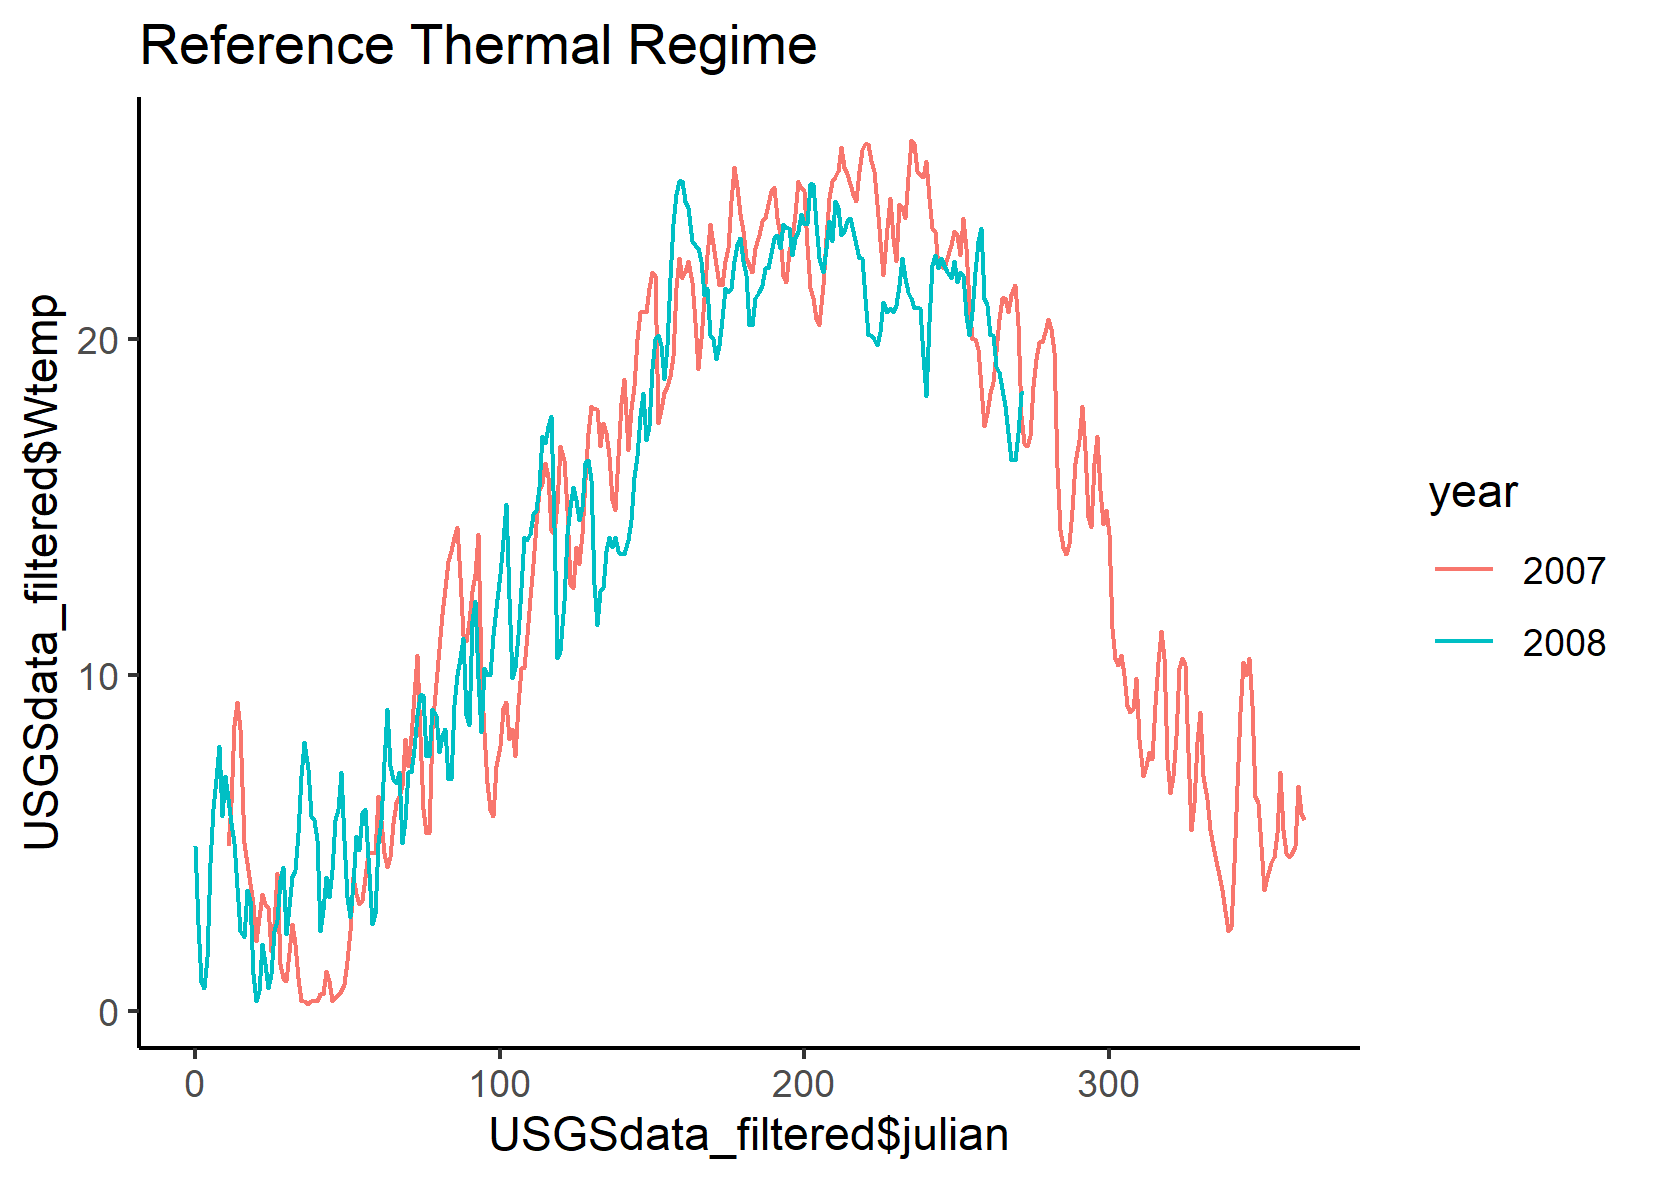 Reference Thermal Regime
USGSdata_filtered$Wtemp
20
10
0
0 100 200 300
USGSdata_filtered$julian
year
2007
2008